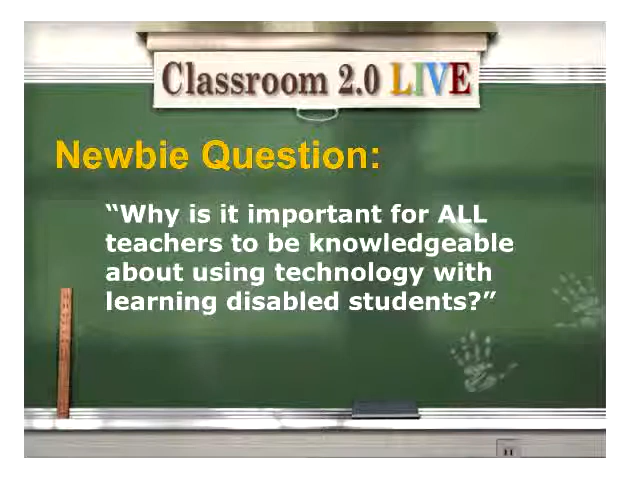 Classroom 2.0 LIVE
Newbie Question:
“Why is it important for ALL
teachers to be knowledgeable
about using technology with
learning disabled students?”